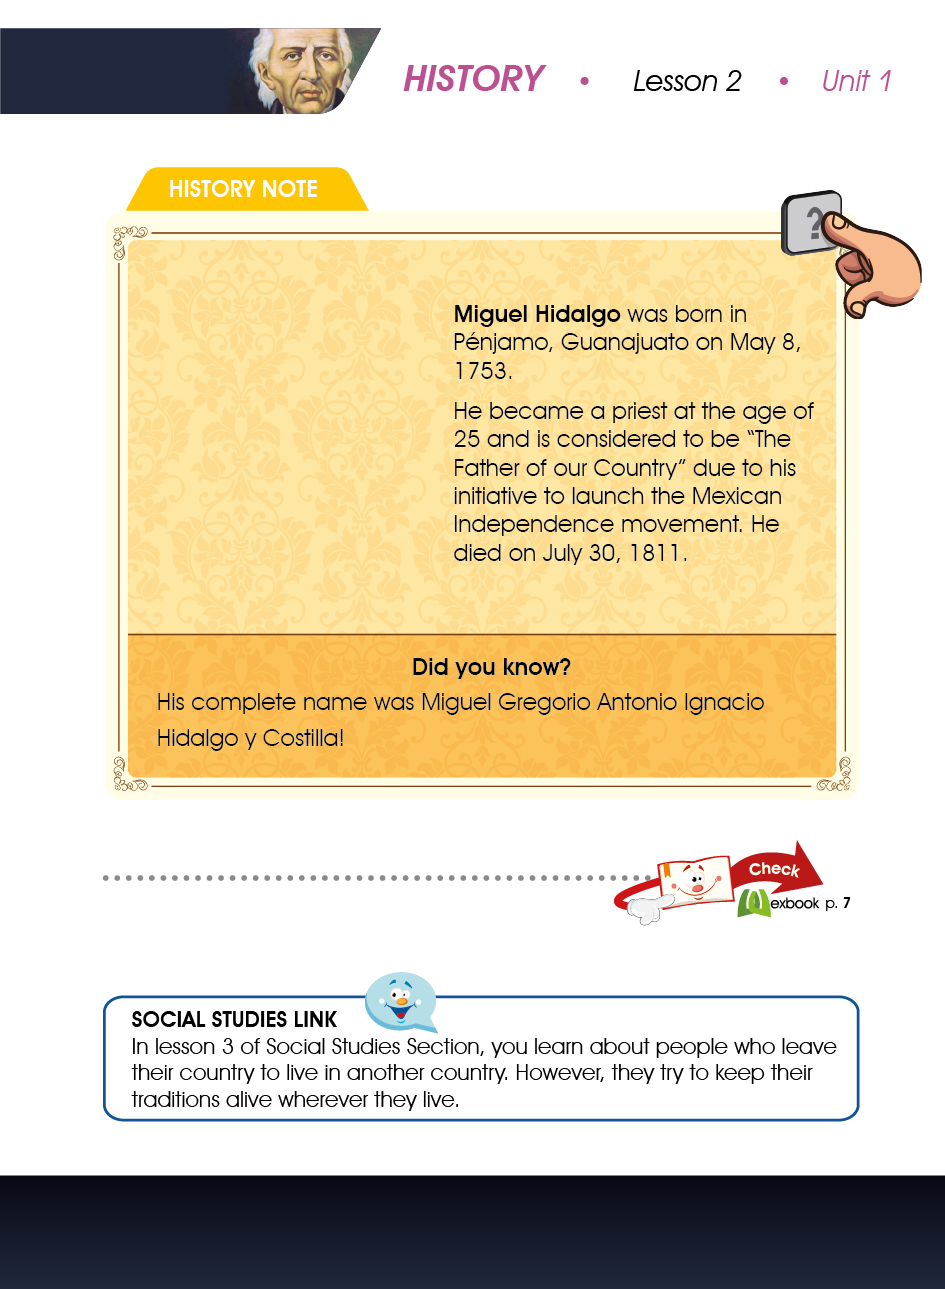 HISTORY • Lesson 2 • Unit 1
HISTORY NOTE
?
Miguel Hidalgo was born in
Pénjamo, Guanajuato on May 8,
1753.
He became a priest at the age of
25 and is considered to be “The
Father of our Country” due to his
initiative to launch the Mexican
Independence movement. He
died on July 30, 1811.
Did you know?
His complete name was Miguel Gregorio Antonio Ignacio
Hidalgo y Costilla!
Check
Mexbook p. 7
SOCIAL STUDIES LINK
In lesson 3 of Social Studies Section, you learn about people who leave
their country to live in another country. However, they try to keep their
traditions alive wherever they live.